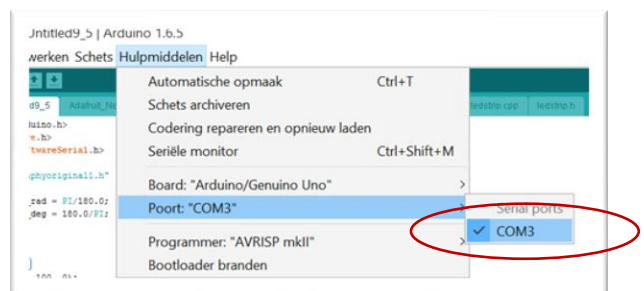 Untitled9_5 | Arduino 1.6.5
werken Schets Hulpmiddelen Help
d9_5 Adafruit_Ne ledstrip.cpp ledstrip.h
Automatische opmaak Ctrl+T
Schets archiveren
Codering repareren en opnieuw laden
Seriële monitor Ctrl+Shift+M
Board: "Arduino/Genuino Uno"
Poort: "COM3"
Serial ports
COM3
Programmer: "AVRISP mkII"
Bootloader branden
duino.h>
e.h>
twareSerial.h>
phyoriginal1.h"
_rad = PI/180.0;
_deg = 180.0/PI;
)